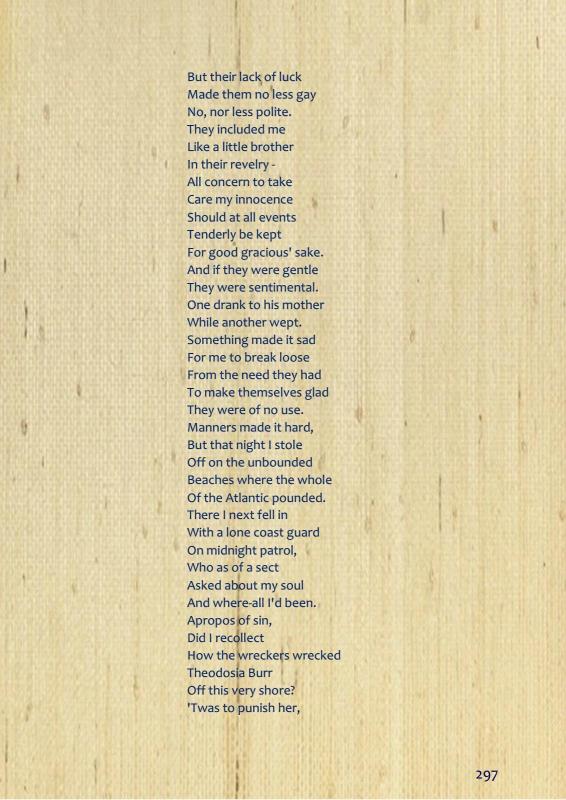 But their lack of luck
Made them no less gay
No, nor less polite.
They included me
Like a little brother
In their revelry -
All concern to take
Care my innocence
Should at all events
Tenderly be kept
For good gracious' sake.
And if they were gentle
They were sentimental.
One drank to his mother
While another wept.
Something made it sad
For me to break loose
From the need they had
To make themselves glad
They were of no use.
Manners made it hard,
But that night I stole
Off on the unbounded
Beaches where the whole
Of the Atlantic pounded.
There I next fell in
With a lone coast guard
On midnight patrol,
Who as of a sect
Asked about my soul
And where-all I'd been.
Apropos of sin,
Did I recollect
How the wreckers wrecked
Theodosia Burr
Off this very shore?
'Twas to punish her,
297